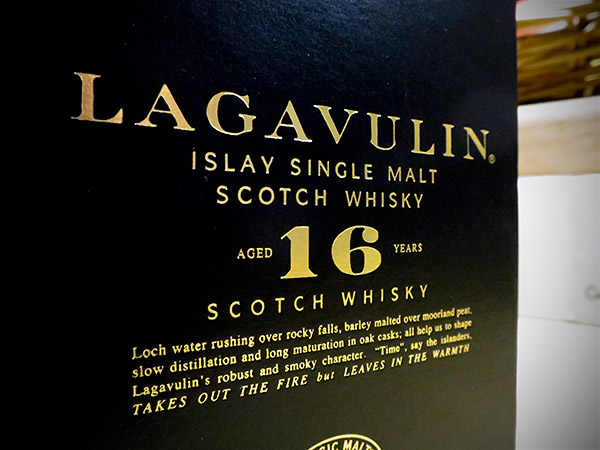 LAGAVULIN®
ISLAY SINGLE MALT
SCOTCH WHISKY
AGED 16 YEARS
SCOTCH WHISKY
Loch water rushing over rocky falls, barley malted over moorland peat,
slow distillation and long maturation in oak casks; all help us to shape
Lagavulin's robust and smoky character. "Time", say the islanders,
TAKES OUT THE FIRE but LEAVES IN THE WARMTH
MALT